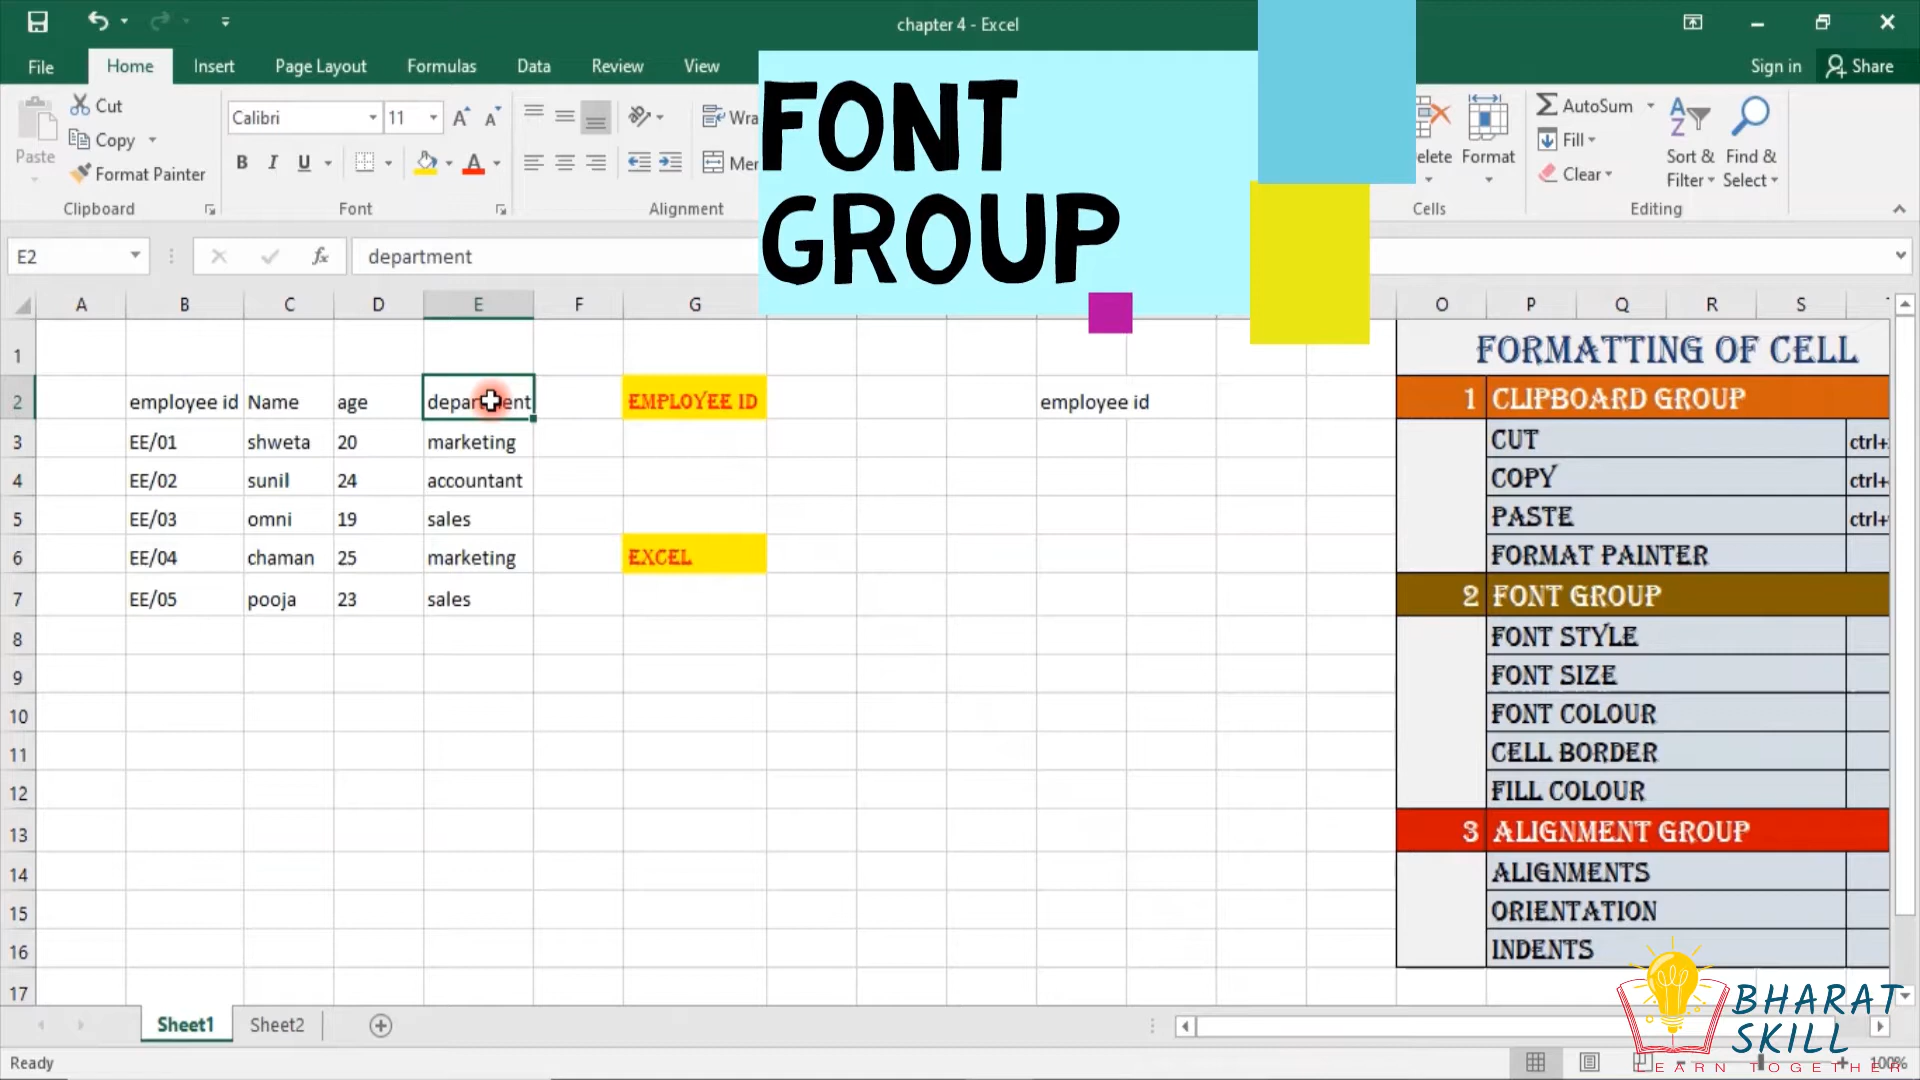 chapter 4 - Excel
File Home Insert Page Layout Formulas Data Review View Sign in Share
FONT
GROUP
Cut
Copy
Format Painter
Paste
Clipboard
Calibri 11
B I U A
Font
Alignment
Format
Cells
AutoSum
Fill
Clear
Sort &
Filter
Find &
Select
Editing
E2 fx department
A B C D E F G O P Q R S
1 FORMATTING OF CELL
2 employee id Name age department EMPLOYEE ID employee id 1 CLIPBOARD GROUP
3 EE/01 shweta 20 marketing CUT ctrl+
4 EE/02 sunil 24 accountant COPY ctrl+
5 EE/03 omni 19 sales PASTE ctrl+
6 EE/04 chaman 25 marketing EXCEL FORMAT PAINTER
7 EE/05 pooja 23 sales 2 FONT GROUP
8 FONT STYLE
9 FONT SIZE
10 FONT COLOUR
11 CELL BORDER
12 FILL COLOUR
13 3 ALIGNMENT GROUP
14 ALIGNMENTS
15 ORIENTATION
16 INDENTS
17
Sheet1 Sheet2
BHARAT
SKILL
LEARN TOGETHER
Ready 100%